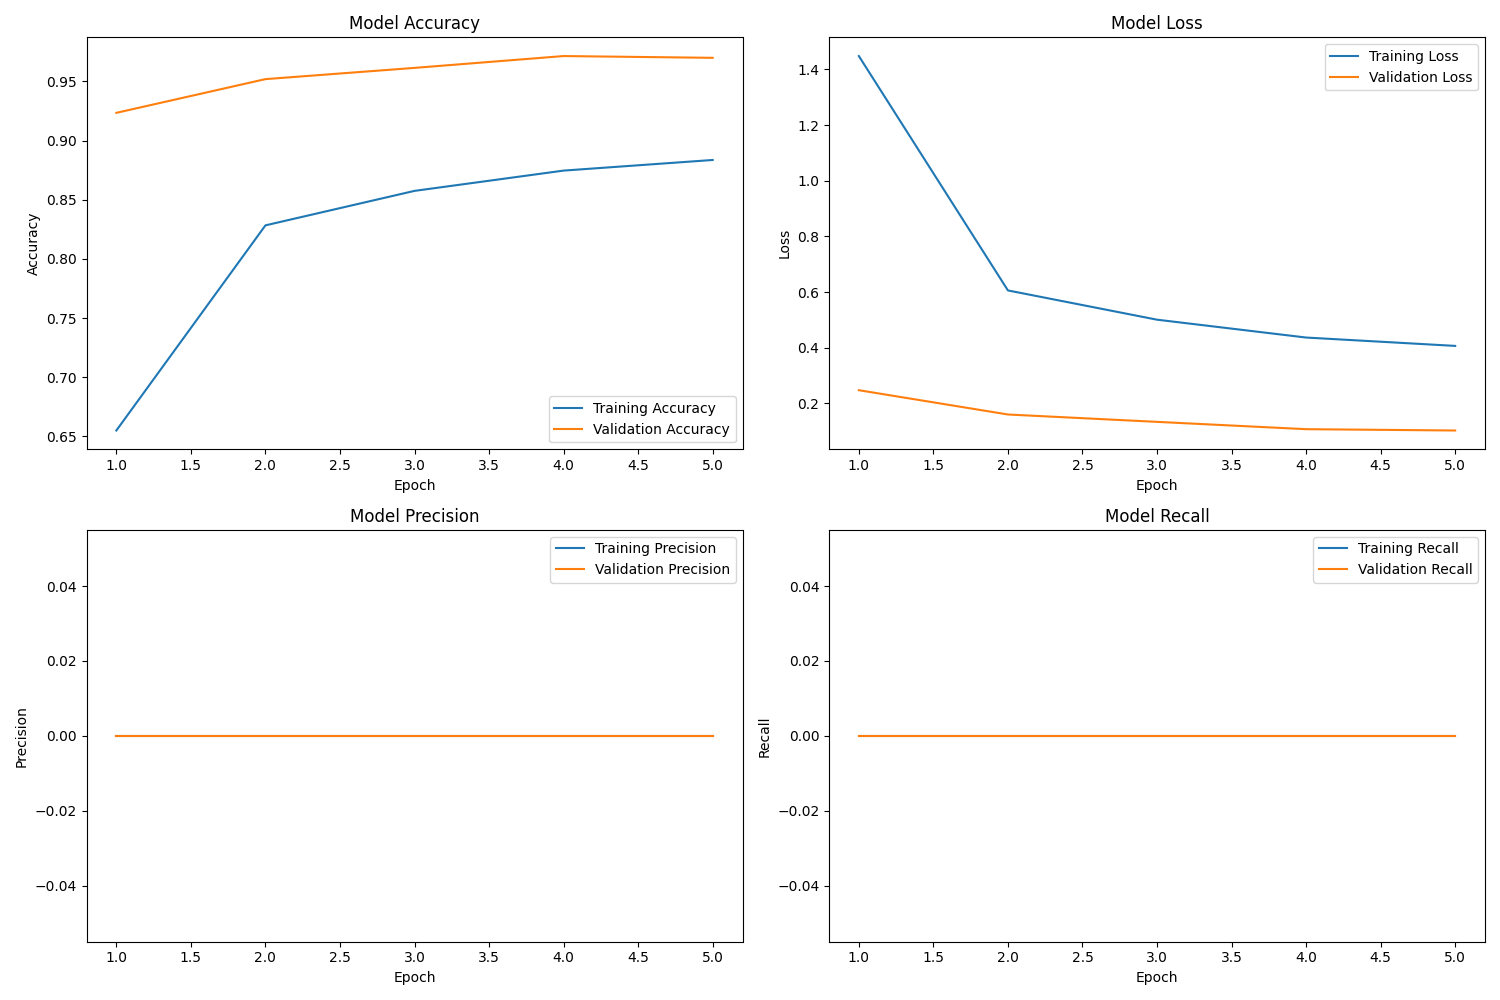 Model Accuracy
Accuracy
0.95
0.90
0.85
0.80
0.75
0.70
0.65
Training Accuracy
Validation Accuracy
1.0 1.5 2.0 2.5 3.0 3.5 4.0 4.5 5.0
Epoch
Model Loss
Loss
1.4
1.2
1.0
0.8
0.6
0.4
0.2
Training Loss
Validation Loss
1.0 1.5 2.0 2.5 3.0 3.5 4.0 4.5 5.0
Epoch
Model Precision
Precision
0.04
0.02
0.00
−0.02
−0.04
Training Precision
Validation Precision
1.0 1.5 2.0 2.5 3.0 3.5 4.0 4.5 5.0
Epoch
Model Recall
Recall
0.04
0.02
0.00
−0.02
−0.04
Training Recall
Validation Recall
1.0 1.5 2.0 2.5 3.0 3.5 4.0 4.5 5.0
Epoch